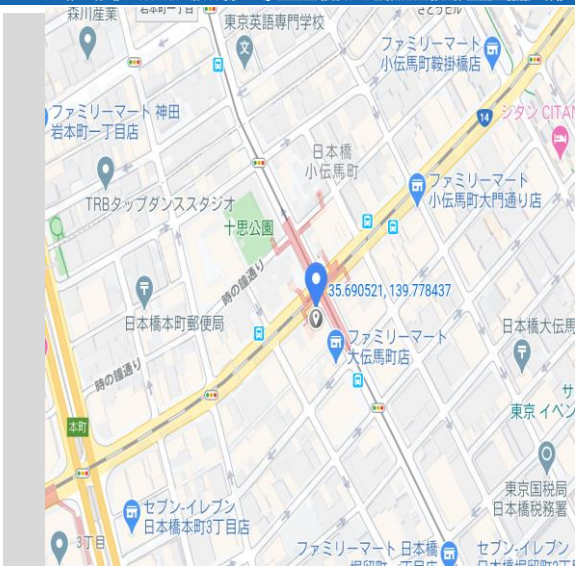 森川産業
岩本町一丁目
東京英語専門学校
ファミリーマート
小伝馬町鞍掛橋店
14
シタン CITAN
ファミリーマート 神田
岩本町一丁目店
日本橋
小伝馬町
ファミリーマート
小伝馬町大門通り店
TRBタップダンススタジオ
十思公園
時の鐘通り
35.690521, 139.778437
日本橋本町郵便局
ファミリーマート
大伝馬町店
日本橋大伝馬
時の鐘通り
本町
サ
東京 イベン
東京国税局
日本橋税務署
セブン-イレブン
日本橋本町3丁目店
3丁目
ファミリーマート 日本橋
セブン-イレブン